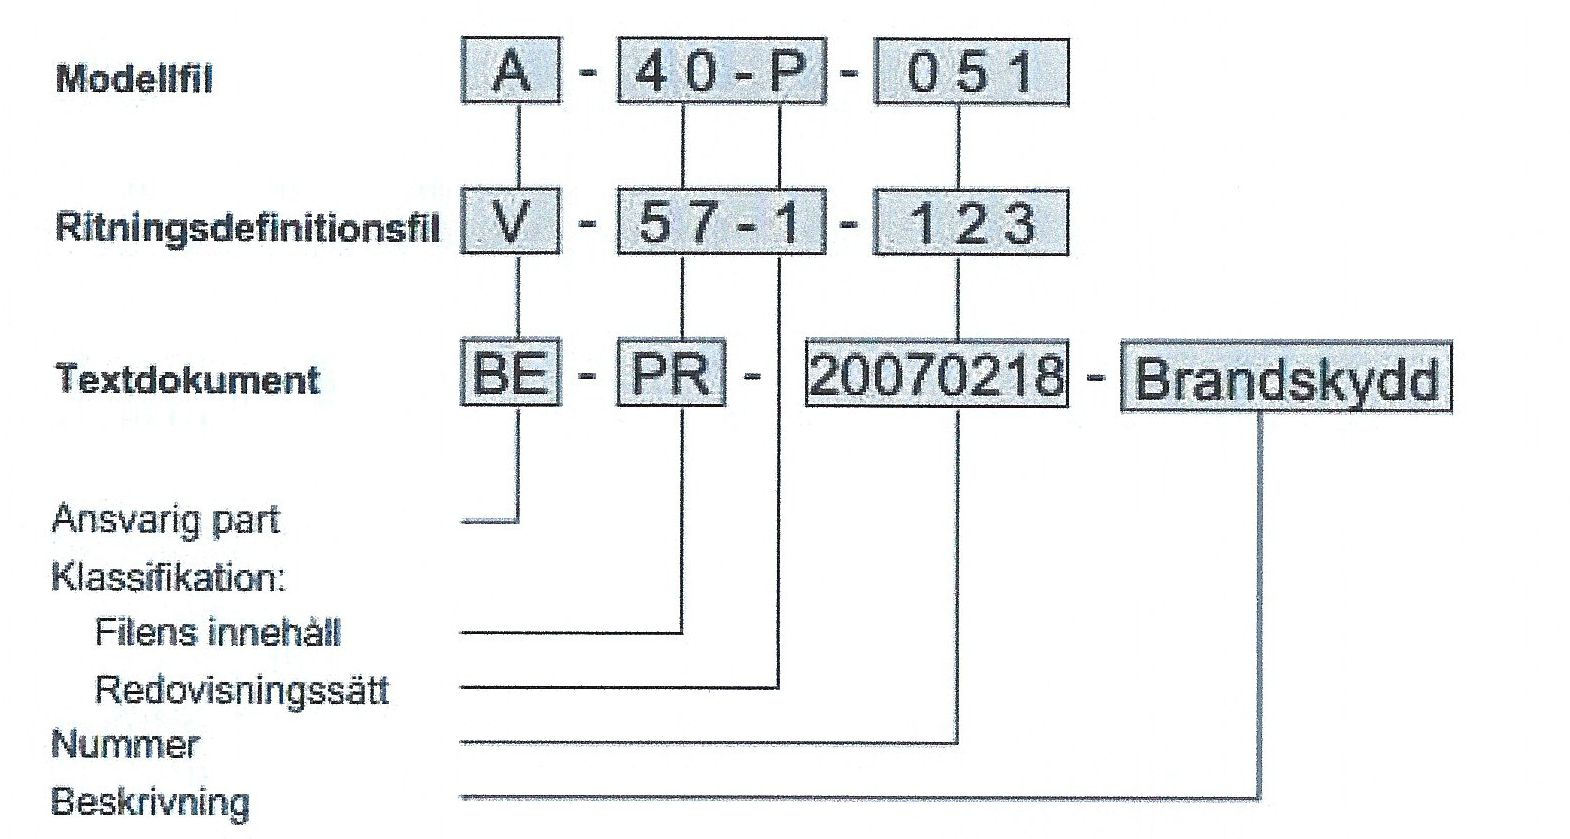 Modellfil A - 40-P - 051
Ritningsdefinitionsfil V - 57-1 - 123
Textdokument BE - PR - 20070218 - Brandskydd
Ansvarig part
Klassifikation:
Filens innehåll
Redovisningssätt
Nummer
Beskrivning